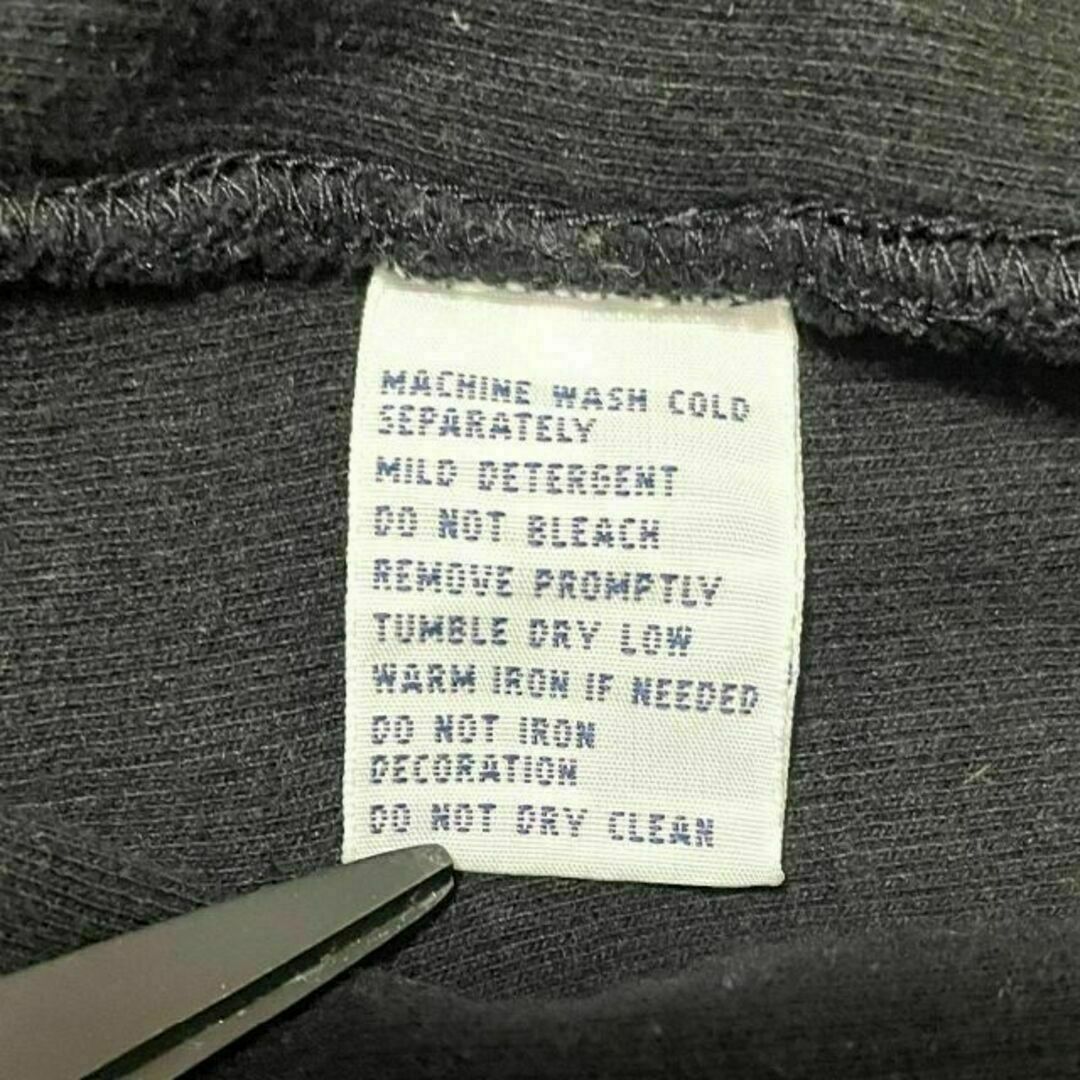 MACHINE WASH COLD
SEPARATELY
MILD DETERGENT
DO NOT BLEACH
REMOVE PROMPTLY
TUMBLE DRY LOW
WARM IRON IF NEEDED
DO NOT IRON
DECORATION
DO NOT DRY CLEAN